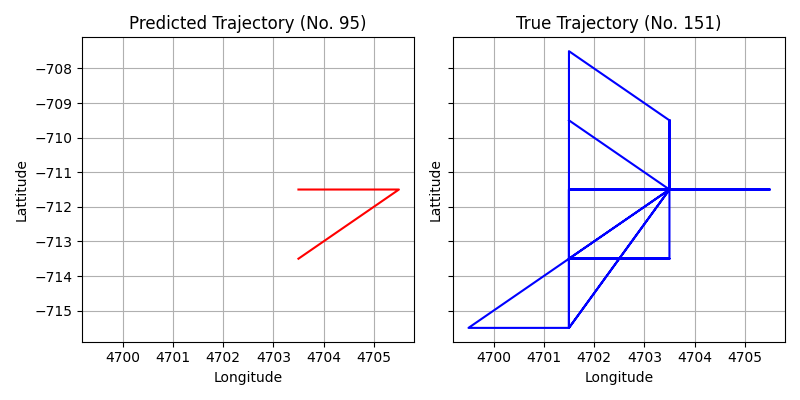 Predicted Trajectory (No. 95)
True Trajectory (No. 151)
Lattitude
−708
−709
−710
−711
−712
−713
−714
−715
4700 4701 4702 4703 4704 4705
Longitude
Lattitude
4700 4701 4702 4703 4704 4705
Longitude